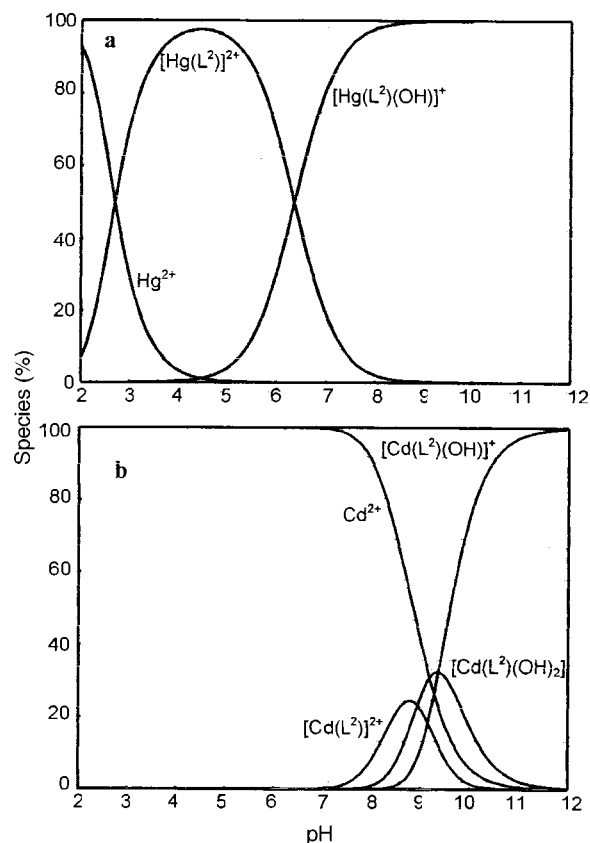 100
a
[Hg(L²)]²⁺
[Hg(L²)(OH)]⁺
80
60
40
Hg²⁺
20
0
2 3 4 5 6 7 8 9 10 11 12
Species (%)
100
b
[Cd(L²)(OH)]⁺
80
Cd²⁺
60
40
[Cd(L²)(OH)₂]
20
[Cd(L²)]²⁺
0
2 3 4 5 6 7 8 9 10 11 12
pH